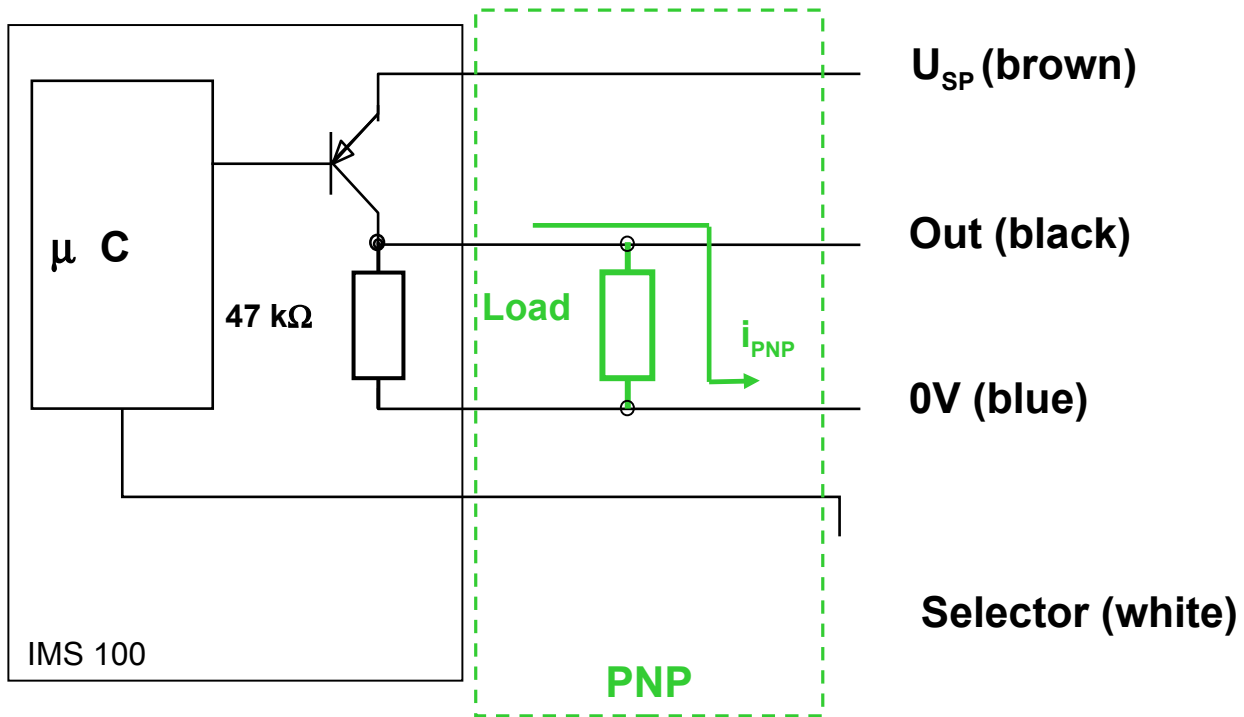 U_SP (brown)
μ C
Out (black)
47 kΩ
Load
i_PNP
0V (blue)
Selector (white)
IMS 100
PNP